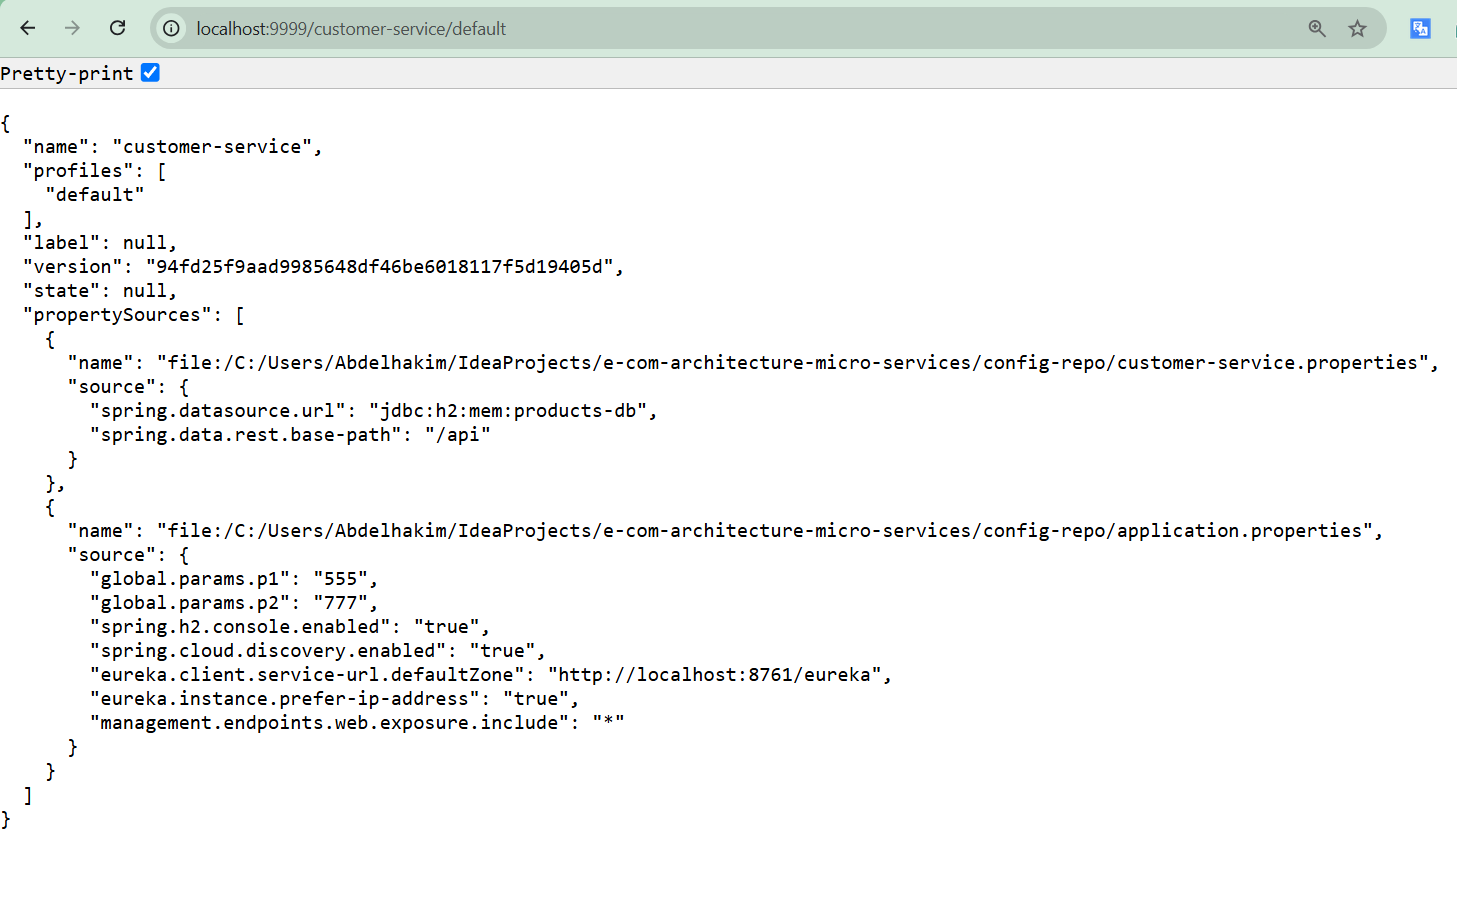 localhost:9999/customer-service/default
Pretty-print
{
  "name": "customer-service",
  "profiles": [
    "default"
  ],
  "label": null,
  "version": "94fd25f9aad9985648df46be6018117f5d19405d",
  "state": null,
  "propertySources": [
    {
      "name": "file:/C:/Users/Abdelhakim/IdeaProjects/e-com-architecture-micro-services/config-repo/customer-service.properties",
      "source": {
        "spring.datasource.url": "jdbc:h2:mem:products-db",
        "spring.data.rest.base-path": "/api"
      }
    },
    {
      "name": "file:/C:/Users/Abdelhakim/IdeaProjects/e-com-architecture-micro-services/config-repo/application.properties",
      "source": {
        "global.params.p1": "555",
        "global.params.p2": "777",
        "spring.h2.console.enabled": "true",
        "spring.cloud.discovery.enabled": "true",
        "eureka.client.service-url.defaultZone": "http://localhost:8761/eureka",
        "eureka.instance.prefer-ip-address": "true",
        "management.endpoints.web.exposure.include": "*"
      }
    }
  ]
}